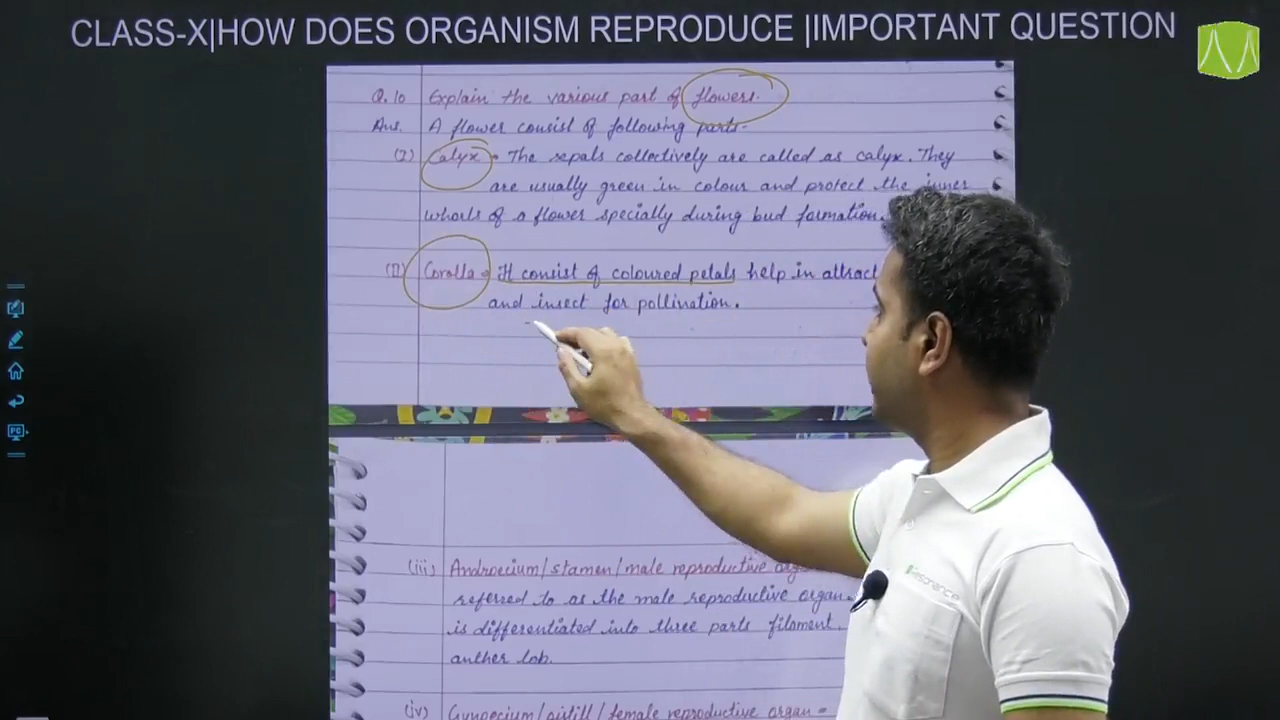 CLASS-X|HOW DOES ORGANISM REPRODUCE |IMPORTANT QUESTION
Q.10 Explain the various part of flowers.
Ans. A flower consist of following parts-
(I) Calyx - The sepals collectively are called as calyx. They
are usually green in colour and protect the inner
whorls of a flower specially during bud formation.
(II) Corolla - It consist of coloured petals help in attract
and insect for pollination.
(iii) Androecium/stamen/male reproductive
referred to as the male reproductive organ.
is differentiated into three parts filament,
anther lob.
(iv) Gynoecium/pistill/female reproductive organ -
PC